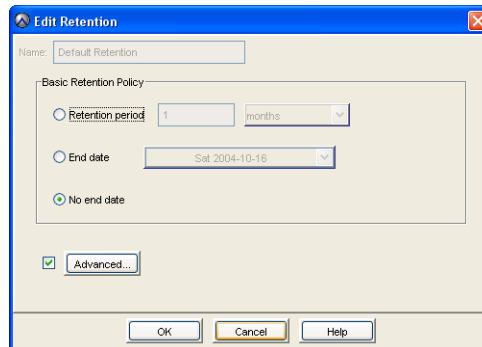 Edit Retention
Name: Default Retention
Basic Retention Policy
Retention period 1 months
End date Sat 2004-10-16
No end date
Advanced...
OK Cancel Help